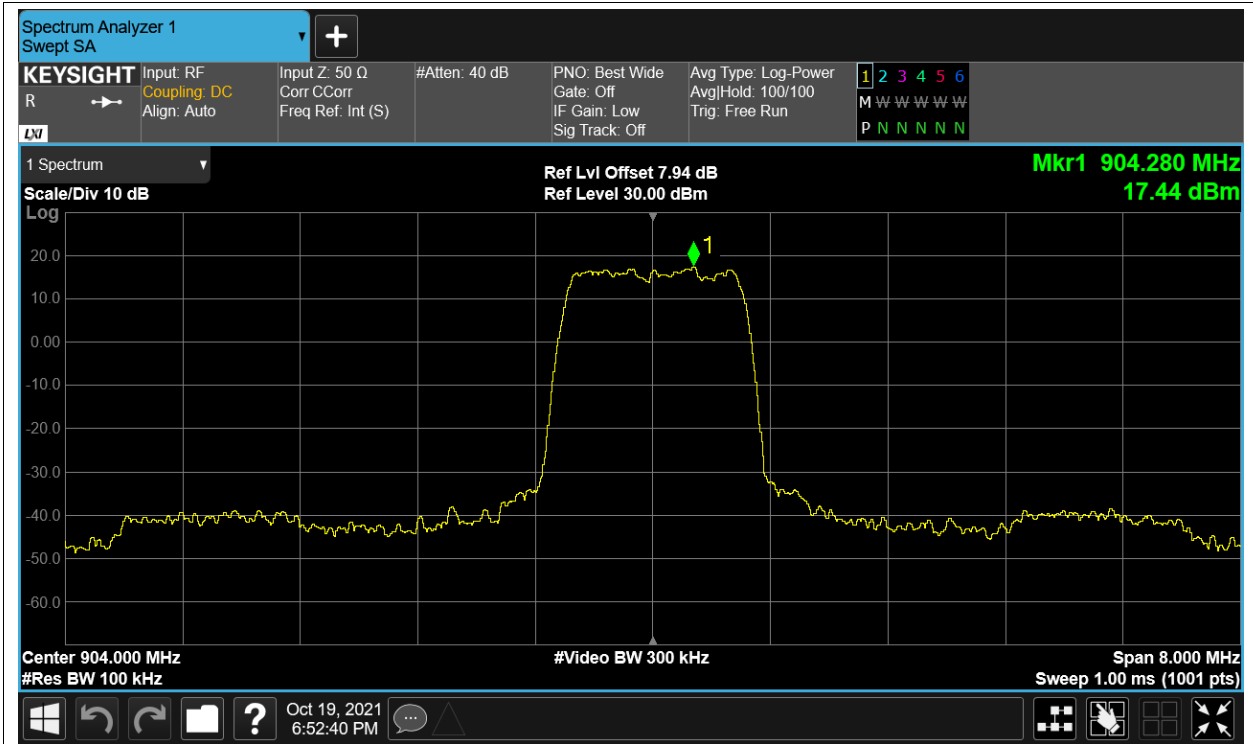 Spectrum Analyzer 1
Swept SA
KEYSIGHT
R
LXI
Input: RF
Coupling: DC
Align: Auto
Input Z: 50 Ω
Corr CCorr
Freq Ref: Int (S)
#Atten: 40 dB
PNO: Best Wide
Gate: Off
IF Gain: Low
Sig Track: Off
Avg Type: Log-Power
Avg|Hold: 100/100
Trig: Free Run
1 2 3 4 5 6
M W W W W W
P N N N N N
1 Spectrum
Scale/Div 10 dB
Log
Ref Lvl Offset 7.94 dB
Ref Level 30.00 dBm
Mkr1 904.280 MHz
17.44 dBm
1
20.0
10.0
0.00
-10.0
-20.0
-30.0
-40.0
-50.0
-60.0
Center 904.000 MHz
#Res BW 100 kHz
#Video BW 300 kHz
Span 8.000 MHz
Sweep 1.00 ms (1001 pts)
?
Oct 19, 2021
6:52:40 PM